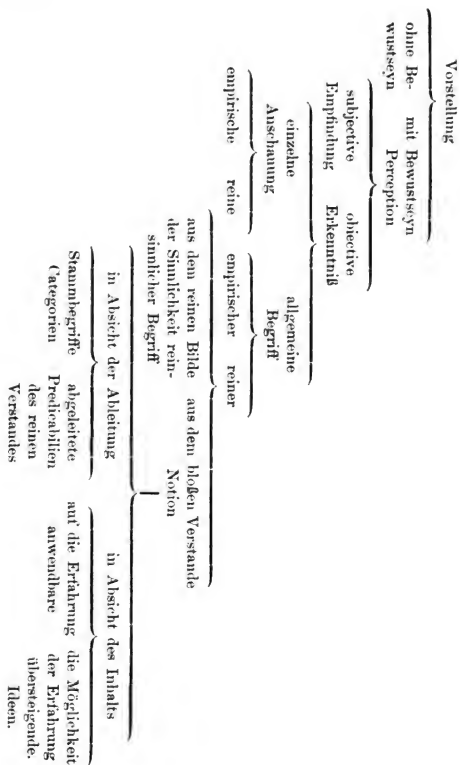 Vorstellung
ohne Be- mit Bewustseyn
wustseyn Perception
subjective obiective
Empfindung Erkenntniß
einzelne allgemeine
Anschauung Begriff
empirische reine empirischer reiner
aus dem reinen Bilde aus dem bloßen Verstande
der Sinnlichkeit rein- Notion
sinnlicher Begriff
in Absicht der Ableitung in Absicht des Inhalts
Stammbegriffe abgeleitete auf die Erfahrung die Möglichkeit
Categorien Predicabilien anwendbare der Erfahrung
des reinen übersteigende.
Verstandes Ideen.